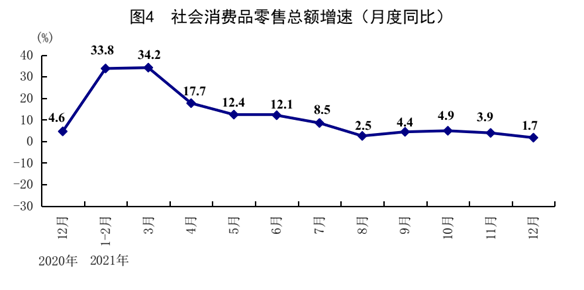 图4 社会消费品零售总额增速（月度同比）
(%)
40
30
20
10
0
-10
-20
-30
4.6
33.8
34.2
17.7
12.4
12.1
8.5
2.5
4.4
4.9
3.9
1.7
12月
1-2月
3月
4月
5月
6月
7月
8月
9月
10月
11月
12月
2020年 2021年